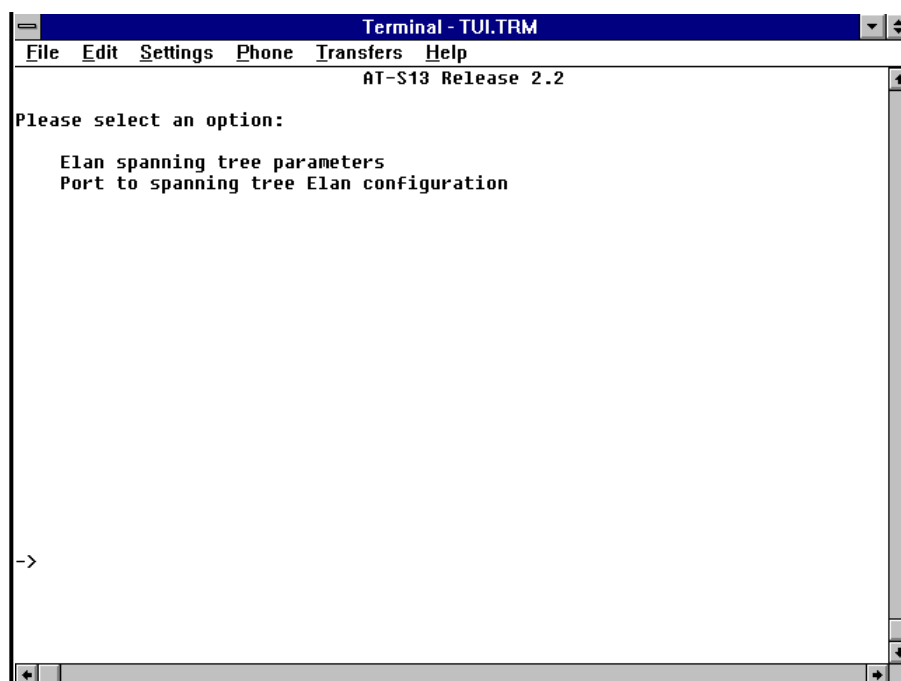 Terminal - TUI.TRM
File Edit Settings Phone Transfers Help
AT-S13 Release 2.2
Please select an option:
Elan spanning tree parameters
Port to spanning tree Elan configuration
->